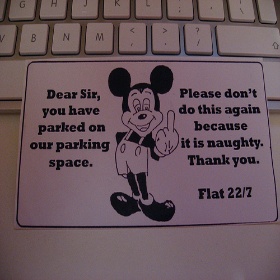 G H J K L
V B N M < , > . ? /
Dear Sir,
you have
parked on
our parking
space.
Please don't
do this again
because
it is naughty.
Thank you.
Flat 22/7